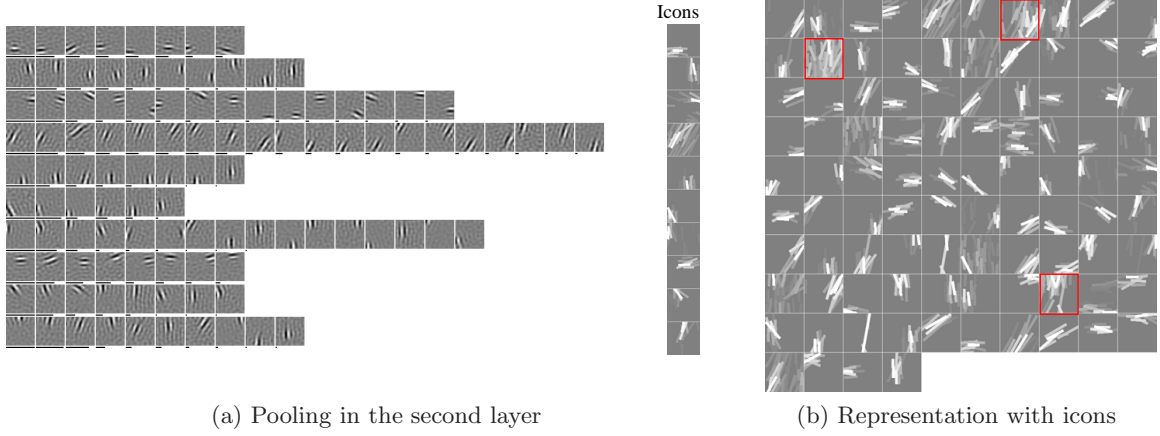 Icons
(a) Pooling in the second layer
(b) Representation with icons